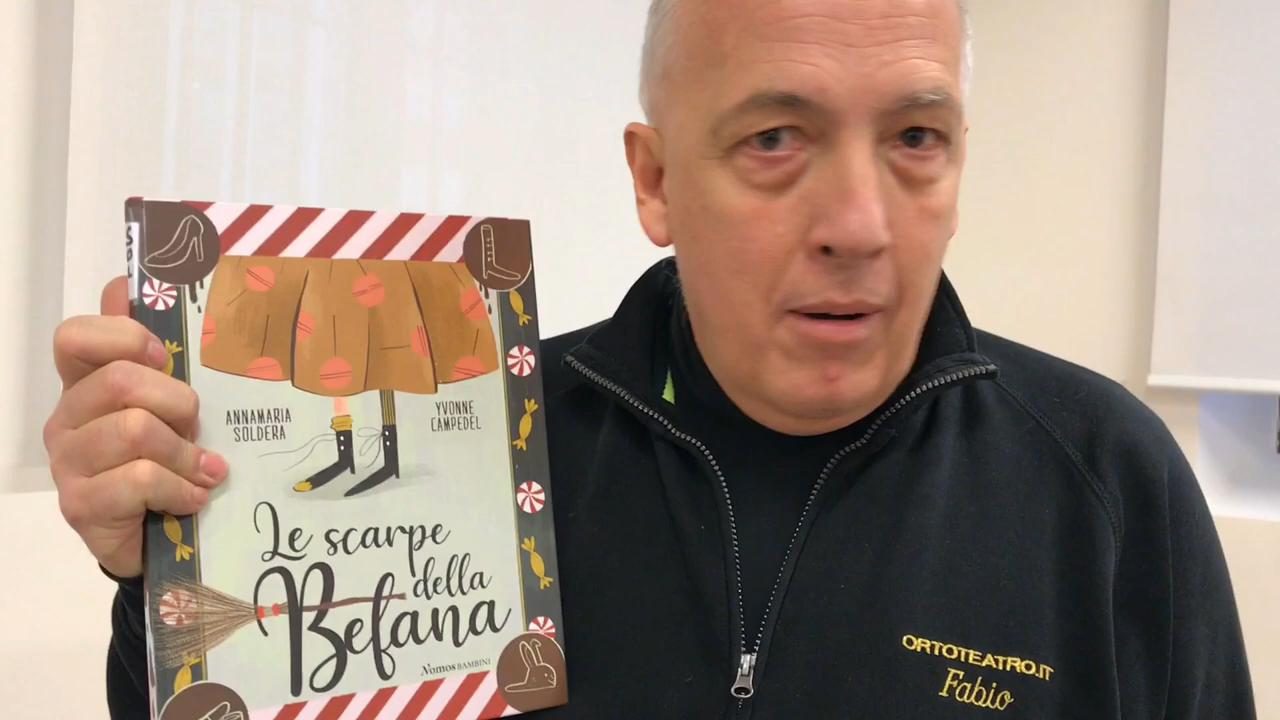 ANNAMARIA
SOLDERA
YVONNE
CAMPEDEL
Le scarpe
della
Befana
Nomos BAMBINI
ORTOTEATRO.IT
Fabio